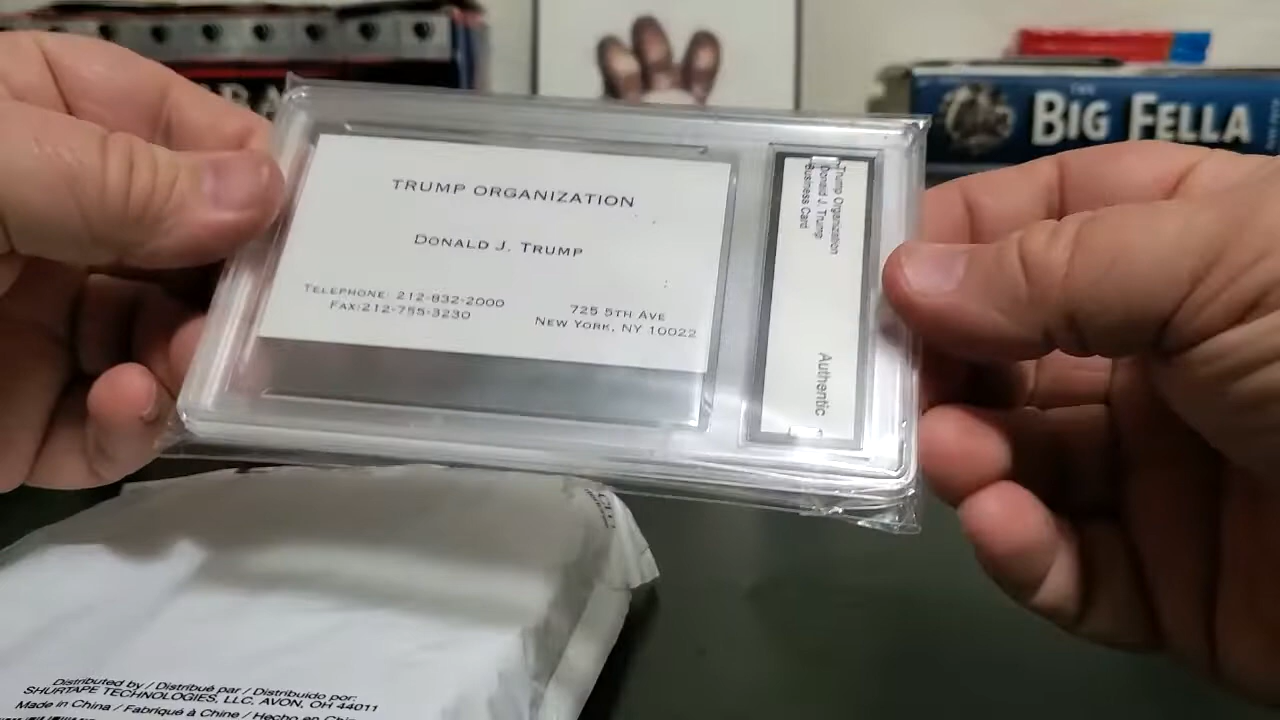 THE
BIG FELLA
TRUMP ORGANIZATION
DONALD J. TRUMP
TELEPHONE: 212-832-2000
FAX:212-755-3230
725 5TH AVE
NEW YORK, NY 10022
Trump Organization
Donald J. Trump
Business Card
Authentic
Distributed by / Distribué par / Distribuido por:
SHURTAPE TECHNOLOGIES, LLC, AVON, OH 44011
Made in China / Fabriqué à Chine / Hecho en